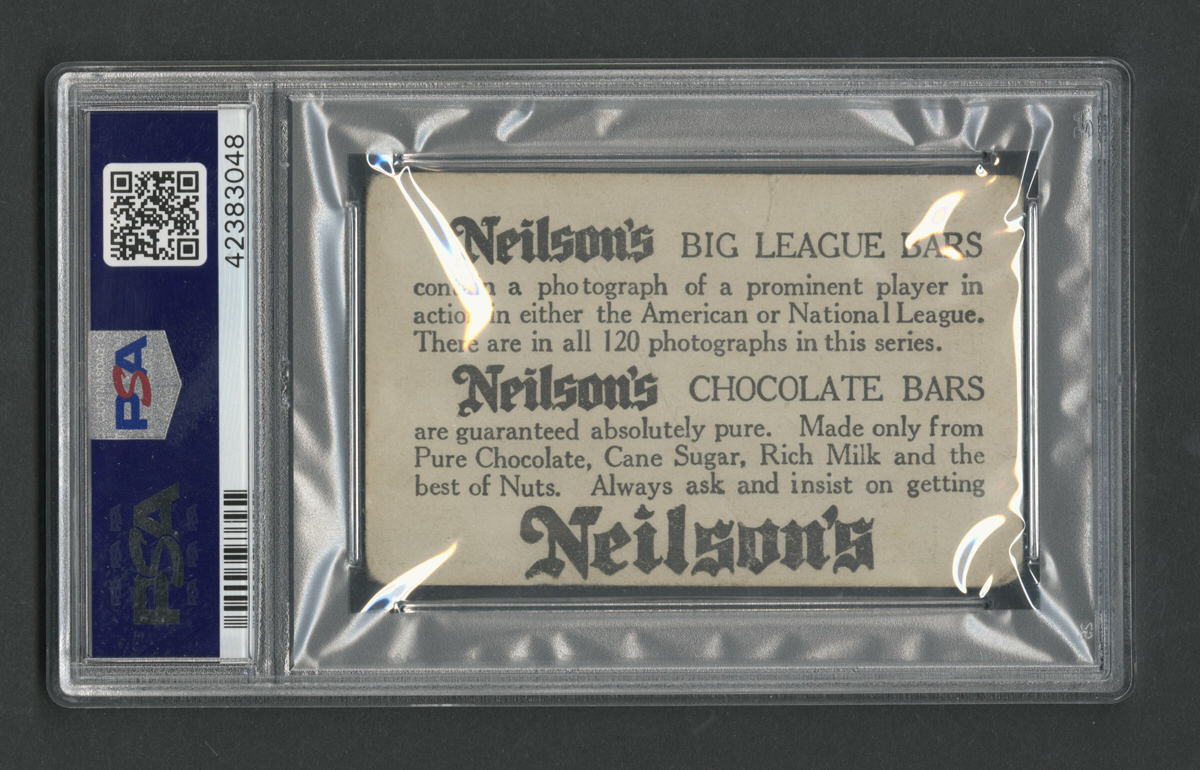 42383048
PSA
PSA
Neilson's BIG LEAGUE BARS
contain a photograph of a prominent player in
action in either the American or National League.
There are in all 120 photographs in this series.
Neilson's CHOCOLATE BARS
are guaranteed absolutely pure. Made only from
Pure Chocolate, Cane Sugar, Rich Milk and the
best of Nuts. Always ask and insist on getting
Neilson's